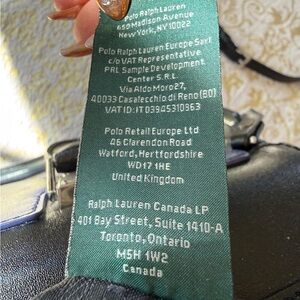 Polo Ralph Lauren
650 Madison Avenue
New York, NY 10022
Polo Ralph Lauren Europe Sarl
c/o VAT Representative
PRL Sample Development
Center S.R.L.
Via Aldo Moro27,
40033 Casalecchio di Reno (BO)
VAT ID: IT 03945310963
Polo Retail Europe Ltd
46 Clarendon Road
Watford, Hertfordshire
WD17 1HE
United Kingdom
Ralph Lauren Canada LP
401 Bay Street, Suite 1410-A
Toronto, Ontario
M5H 1W2
Canada